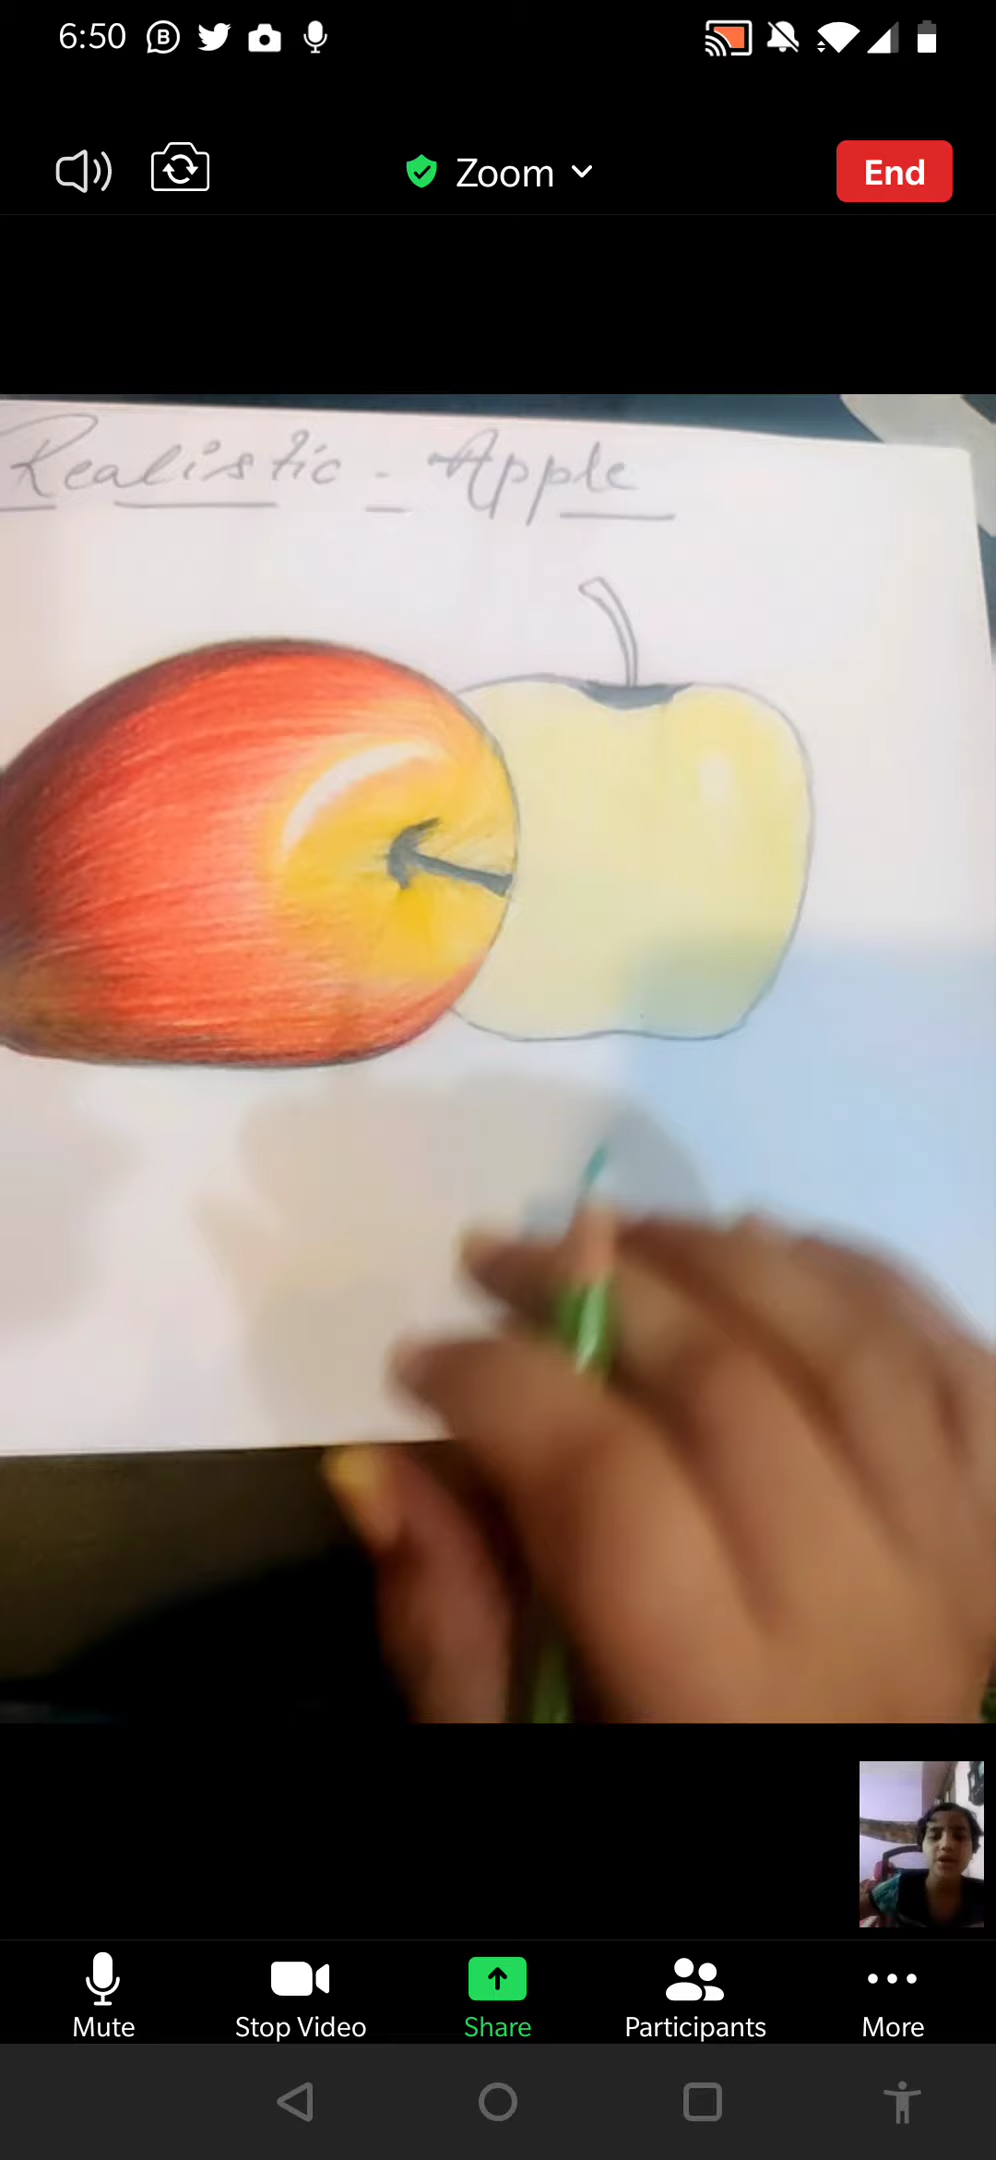 6:50
Zoom
End
Realistic - Apple
Mute
Stop Video
Share
Participants
More